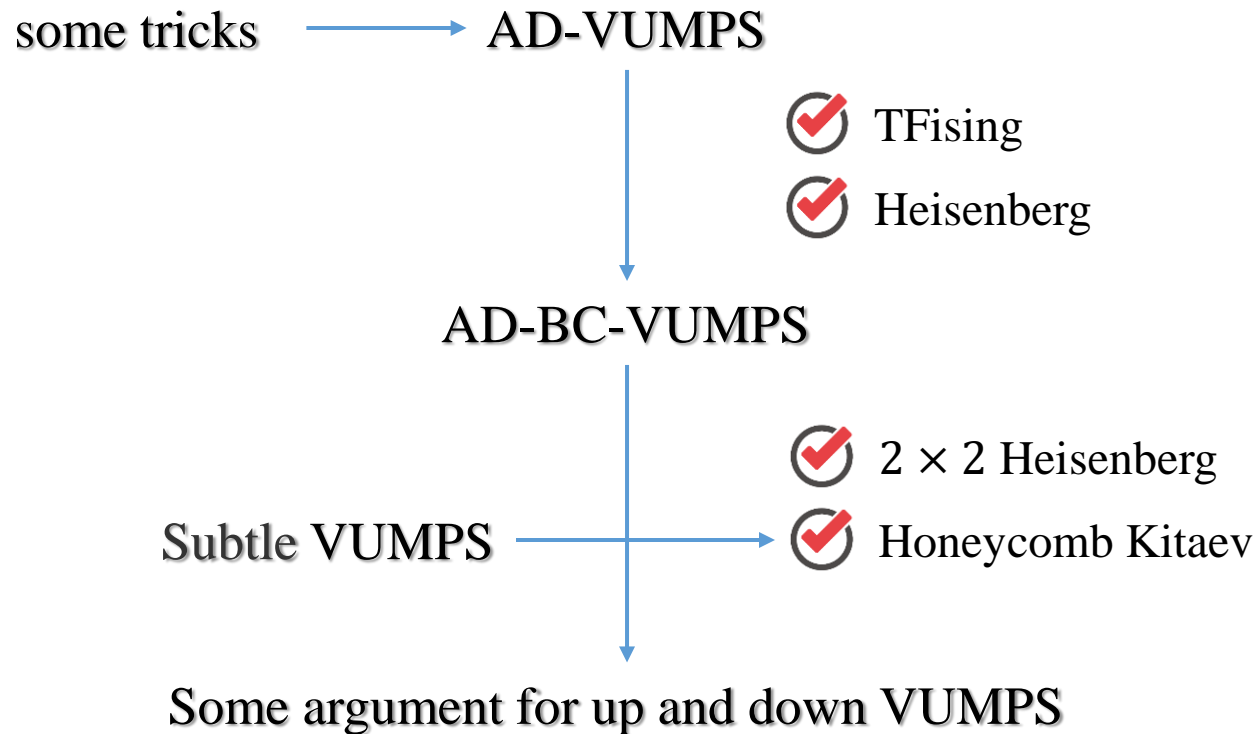 some tricks
AD-VUMPS
TFising
Heisenberg
AD-BC-VUMPS
2 × 2 Heisenberg
Subtle VUMPS
Honeycomb Kitaev
Some argument for up and down VUMPS